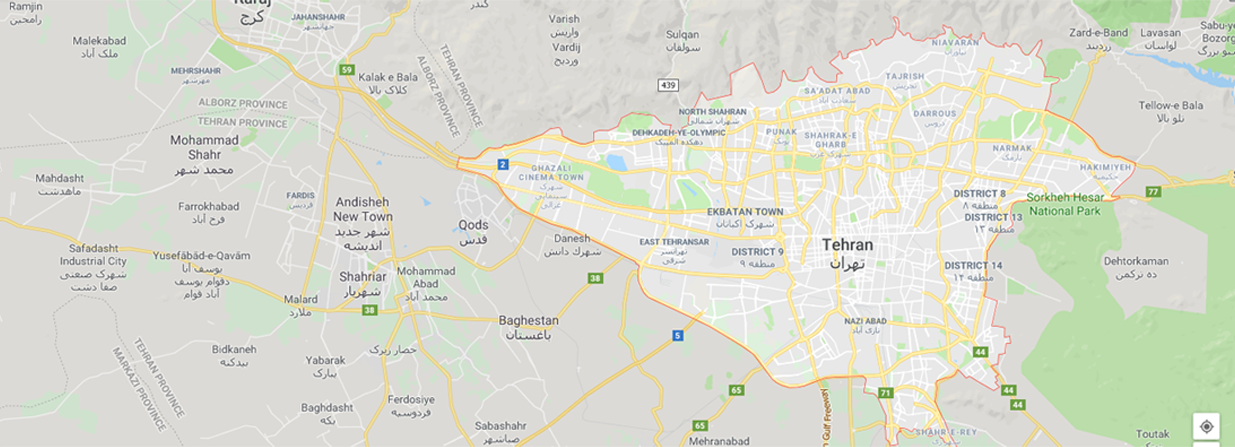 Ramjin
رامجین
Karaj
کرج
JAHANSHAHR
جهانشهر
کندر
Varish
واریش
Vardij
وردیج
Sulqan
سولقان
439
NIAVARAN
نیاوران
Zard-e-Band
زردبند
Lavasan
لواسان
Malekabad
ملک آباد
MEHRSHAHR
مهرشهر
59
Kalak e Bala
کلاک بالا
TEHRAN PROVINCE
ALBORZ PROVINCE
ALBORZ PROVINCE
TEHRAN PROVINCE
TAJRISH
تجریش
SA'ADAT ABAD
سعادت آباد
NORTH SHAHRAN
شهران شمالی
DEHKADEH-YE-OLYMPIC
دهکده المپیک
PUNAK
پونک
SHAHRAK-E
GHARB
شهرک غرب
DARROUS
دروس
Tellow-e Bala
تلو بالا
NARMAK
نارمک
HAKIMIYEH
حکیمیه
77
Mohammad
Shahr
محمد شهر
2
GHAZALI
CINEMA TOWN
شهرک
سینمایی
غزالی
Mahdasht
ماهدشت
FARDIS
فردیس
Farrokhabad
فرخ آباد
Andisheh
New Town
شهر جدید
اندیشه
Qods
قدس
Danesh
شهرک دانش
EKBATAN TOWN
شهرک اکباتان
EAST TEHRANSAR
تهرانسر
شرقی
DISTRICT 9
منطقه ۹
Tehran
تهران
DISTRICT 8
منطقه ۸
DISTRICT 13
منطقه ۱۳
DISTRICT 14
منطقه ۱۴
Sorkheh Hesar
National Park
Dehtorkaman
ده ترکمن
Safadasht
Industrial City
شهرک صنعتی
صفا دشت
Yusefābād-e-Qavām
یوسف آباد
قوام
Shahriar
شهریار
Mohammad
Abad
محمد آباد
38
Malard
ملارد
38
Baghestan
باغستان
5
NAZI ABAD
نازی آباد
44
Bidkaneh
بیدکنه
Yabarak
یبارک
حصار زیرک
TEHRAN PROVINCE
MARKAZI PROVINCE
Baghdasht
بکه
Ferdosiye
فردوسیه
Sabashahr
صباشهر
65
65
Mehranabad
n Gulf Freeway
71
44
44
SHAHR-E-REY
Toutak
توتک